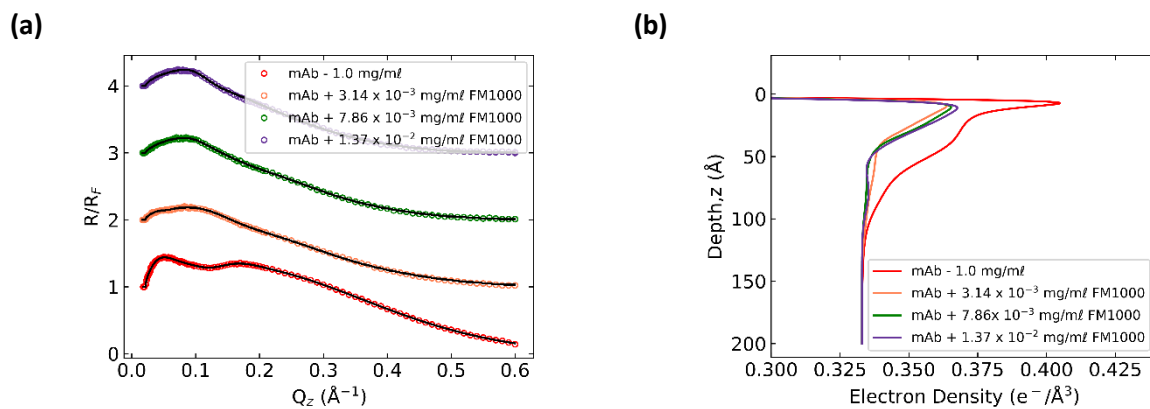 (a)
(b)
4
3
2
1
0
R/R_F
0.0 0.1 0.2 0.3 0.4 0.5 0.6
Q_z (Å⁻¹)
mAb - 1.0 mg/mℓ
mAb + 3.14 x 10⁻³ mg/mℓ FM1000
mAb + 7.86 x 10⁻³ mg/mℓ FM1000
mAb + 1.37 x 10⁻² mg/mℓ FM1000
0
50
100
150
200
Depth,z (Å)
0.300 0.325 0.350 0.375 0.400 0.425
Electron Density (e⁻/Å³)
mAb - 1.0 mg/mℓ
mAb + 3.14 x 10⁻³ mg/mℓ FM1000
mAb + 7.86x 10⁻³ mg/mℓ FM1000
mAb + 1.37 x 10⁻² mg/mℓ FM1000